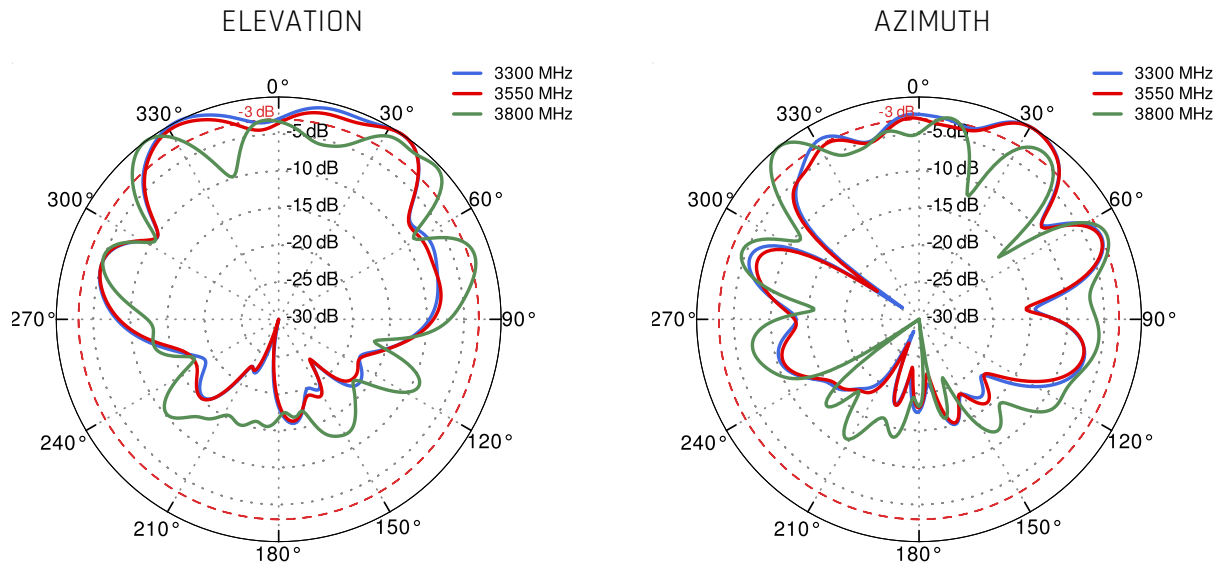 ELEVATION
3300 MHz
3550 MHz
3800 MHz
0°
-3 dB
330°
30°
-5 dB
-10 dB
300°
60°
-15 dB
-20 dB
-25 dB
270°
-30 dB
90°
240°
120°
210°
150°
180°
AZIMUTH
3300 MHz
3550 MHz
3800 MHz
0°
-3 dB
330°
30°
-5 dB
-10 dB
300°
60°
-15 dB
-20 dB
-25 dB
270°
-30 dB
90°
240°
120°
210°
150°
180°